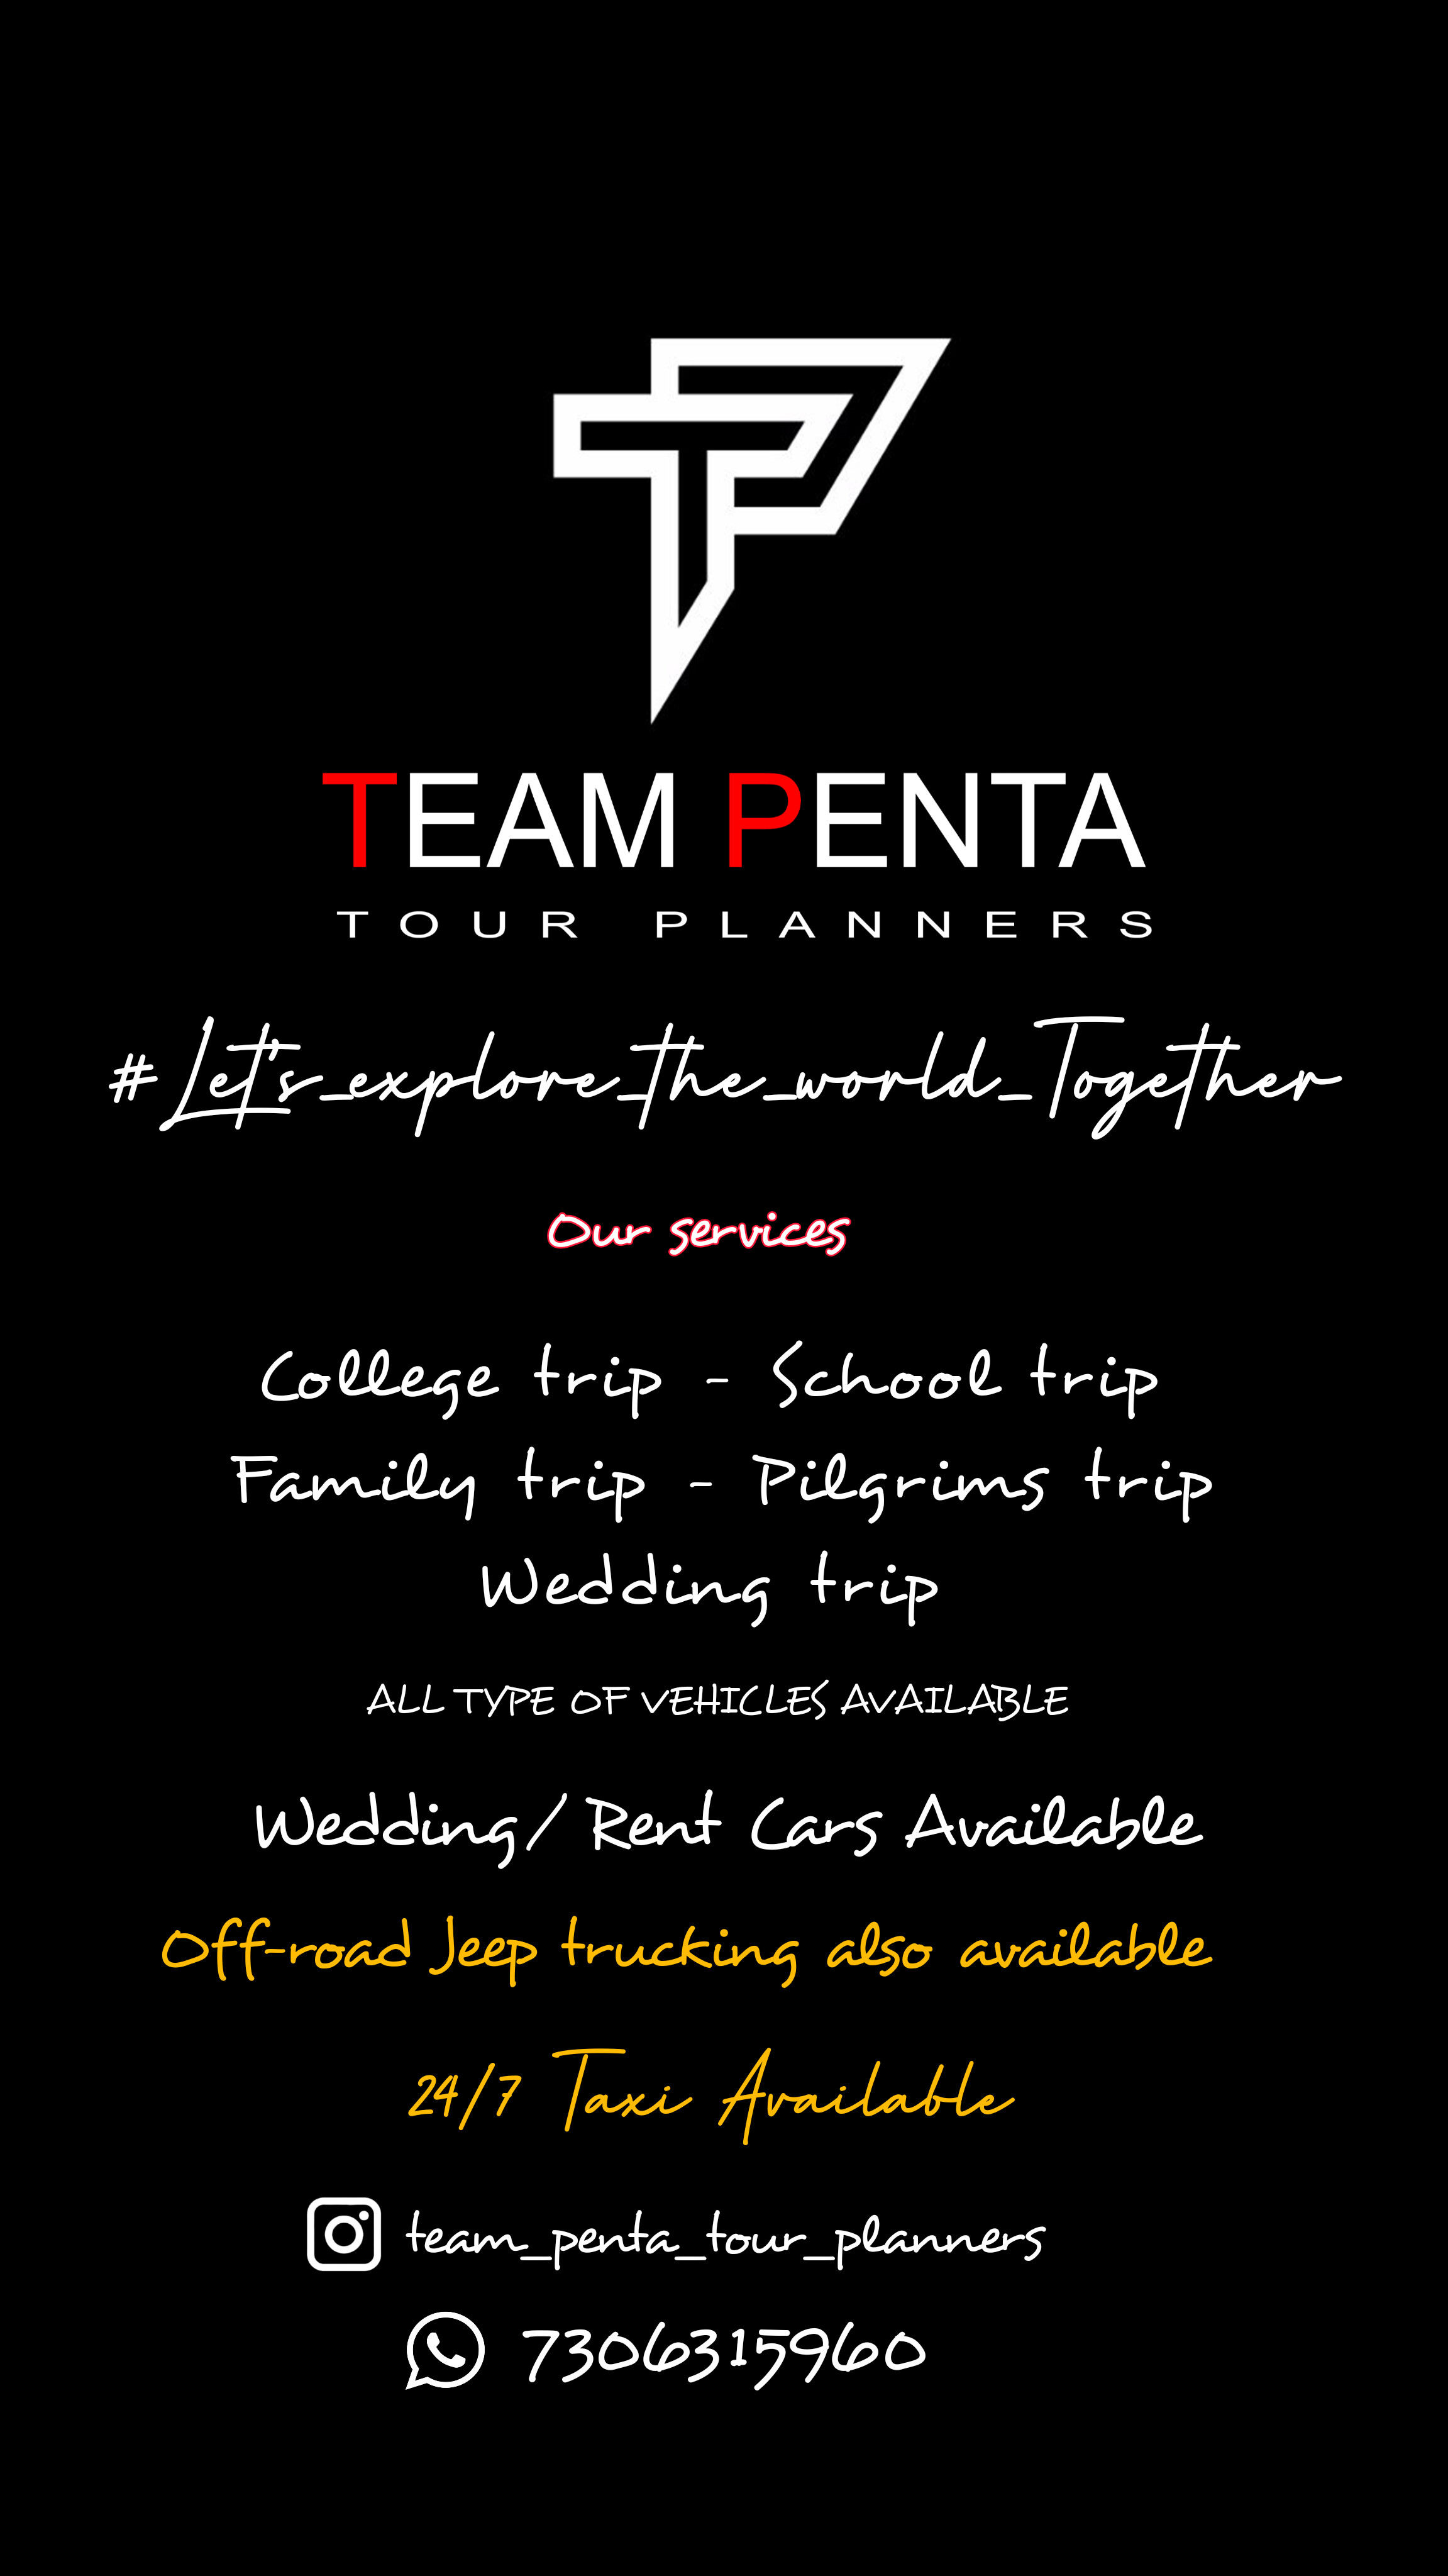 TEAM PENTA
TOUR PLANNERS
# Let's_explore_the_world_Together
Our services
College trip - School trip
Family trip - Pilgrims trip
Wedding trip
ALL TYPE OF VEHICLES AVAILABLE
Wedding/ Rent Cars Available
Off-road Jeep trucking also available
24/7 Taxi Available
team_penta_tour_planners
7306315960